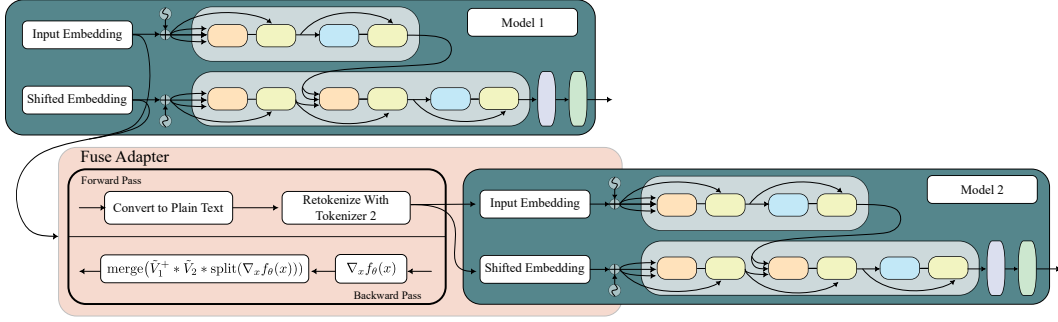 Model 1
Input Embedding
Shifted Embedding
Fuse Adapter
Forward Pass
Convert to Plain Text
Retokenize With
Tokenizer 2
merge(Ṽ₁⁺ * Ṽ₂ * split(∇ₓf_θ(x)))
∇ₓf_θ(x)
Backward Pass
Model 2
Input Embedding
Shifted Embedding